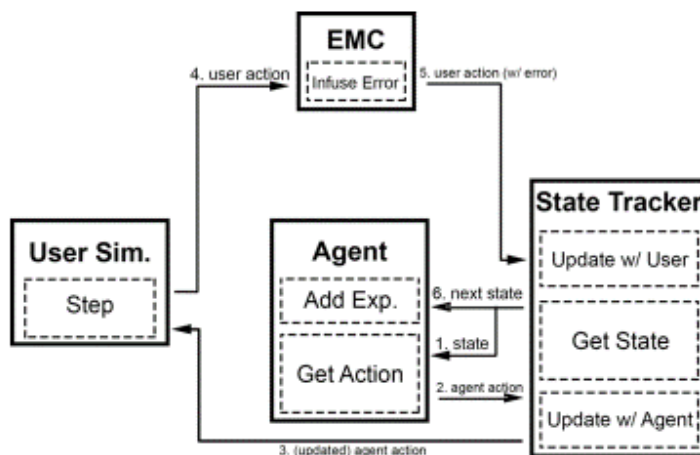 EMC
4. user action
Infuse Error
5. user action (w/ error)
State Tracker
User Sim.
Agent
Update w/ User
Step
Add Exp.
6. next state
Get State
1. state
Get Action
2. agent action
Update w/ Agent
3. (updated) agent action